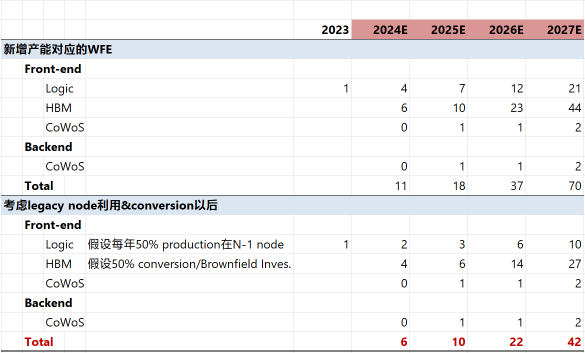 2023 2024E 2025E 2026E 2027E
新增产能对应的WFE
Front-end
Logic 1 4 7 12 21
HBM 6 10 23 44
CoWoS 0 1 1 2
Backend
CoWoS 0 1 1 2
Total 11 18 37 70
考虑legacy node利用&conversion以后
Front-end
Logic 假设每年50% production在N-1 node 1 2 3 6 10
HBM 假设50% conversion/Brownfield Inves. 4 6 14 27
CoWoS 0 1 1 2
Backend
CoWoS 0 1 1 2
Total 6 10 22 42